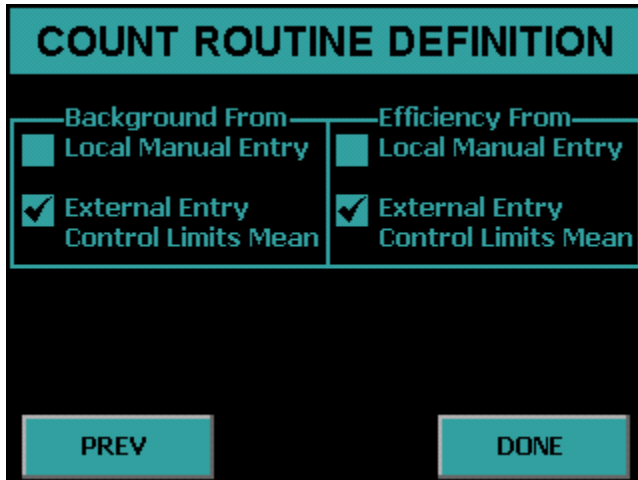 COUNT ROUTINE DEFINITION
Background From
Local Manual Entry
External Entry
Control Limits Mean
Efficiency From
Local Manual Entry
External Entry
Control Limits Mean
PREV
DONE